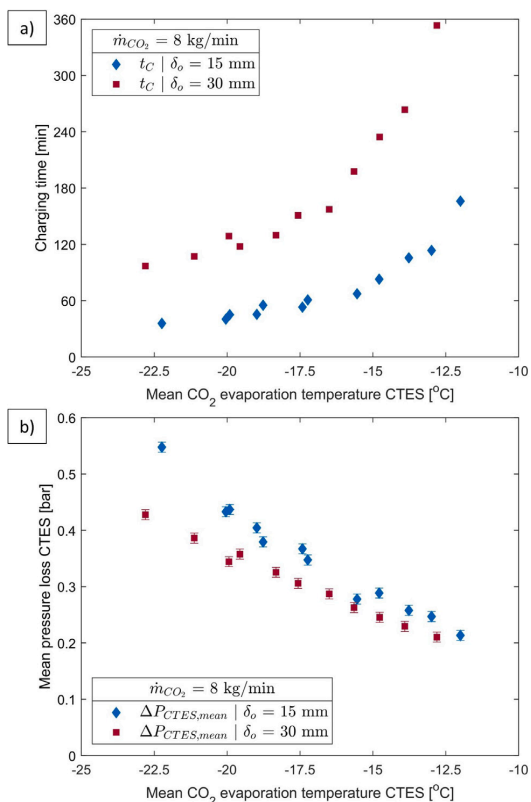 a)
ṁ_CO₂ = 8 kg/min
t_C | δ_o = 15 mm
t_C | δ_o = 30 mm
360
300
240
180
120
60
0
Charging time [min]
-25 -22.5 -20 -17.5 -15 -12.5 -10
Mean CO₂ evaporation temperature CTES [°C]
b)
0.6
0.5
0.4
0.3
0.2
0.1
0
Mean pressure loss CTES [bar]
ṁ_CO₂ = 8 kg/min
ΔP_CTES,mean | δ_o = 15 mm
ΔP_CTES,mean | δ_o = 30 mm
-25 -22.5 -20 -17.5 -15 -12.5 -10
Mean CO₂ evaporation temperature CTES [°C]